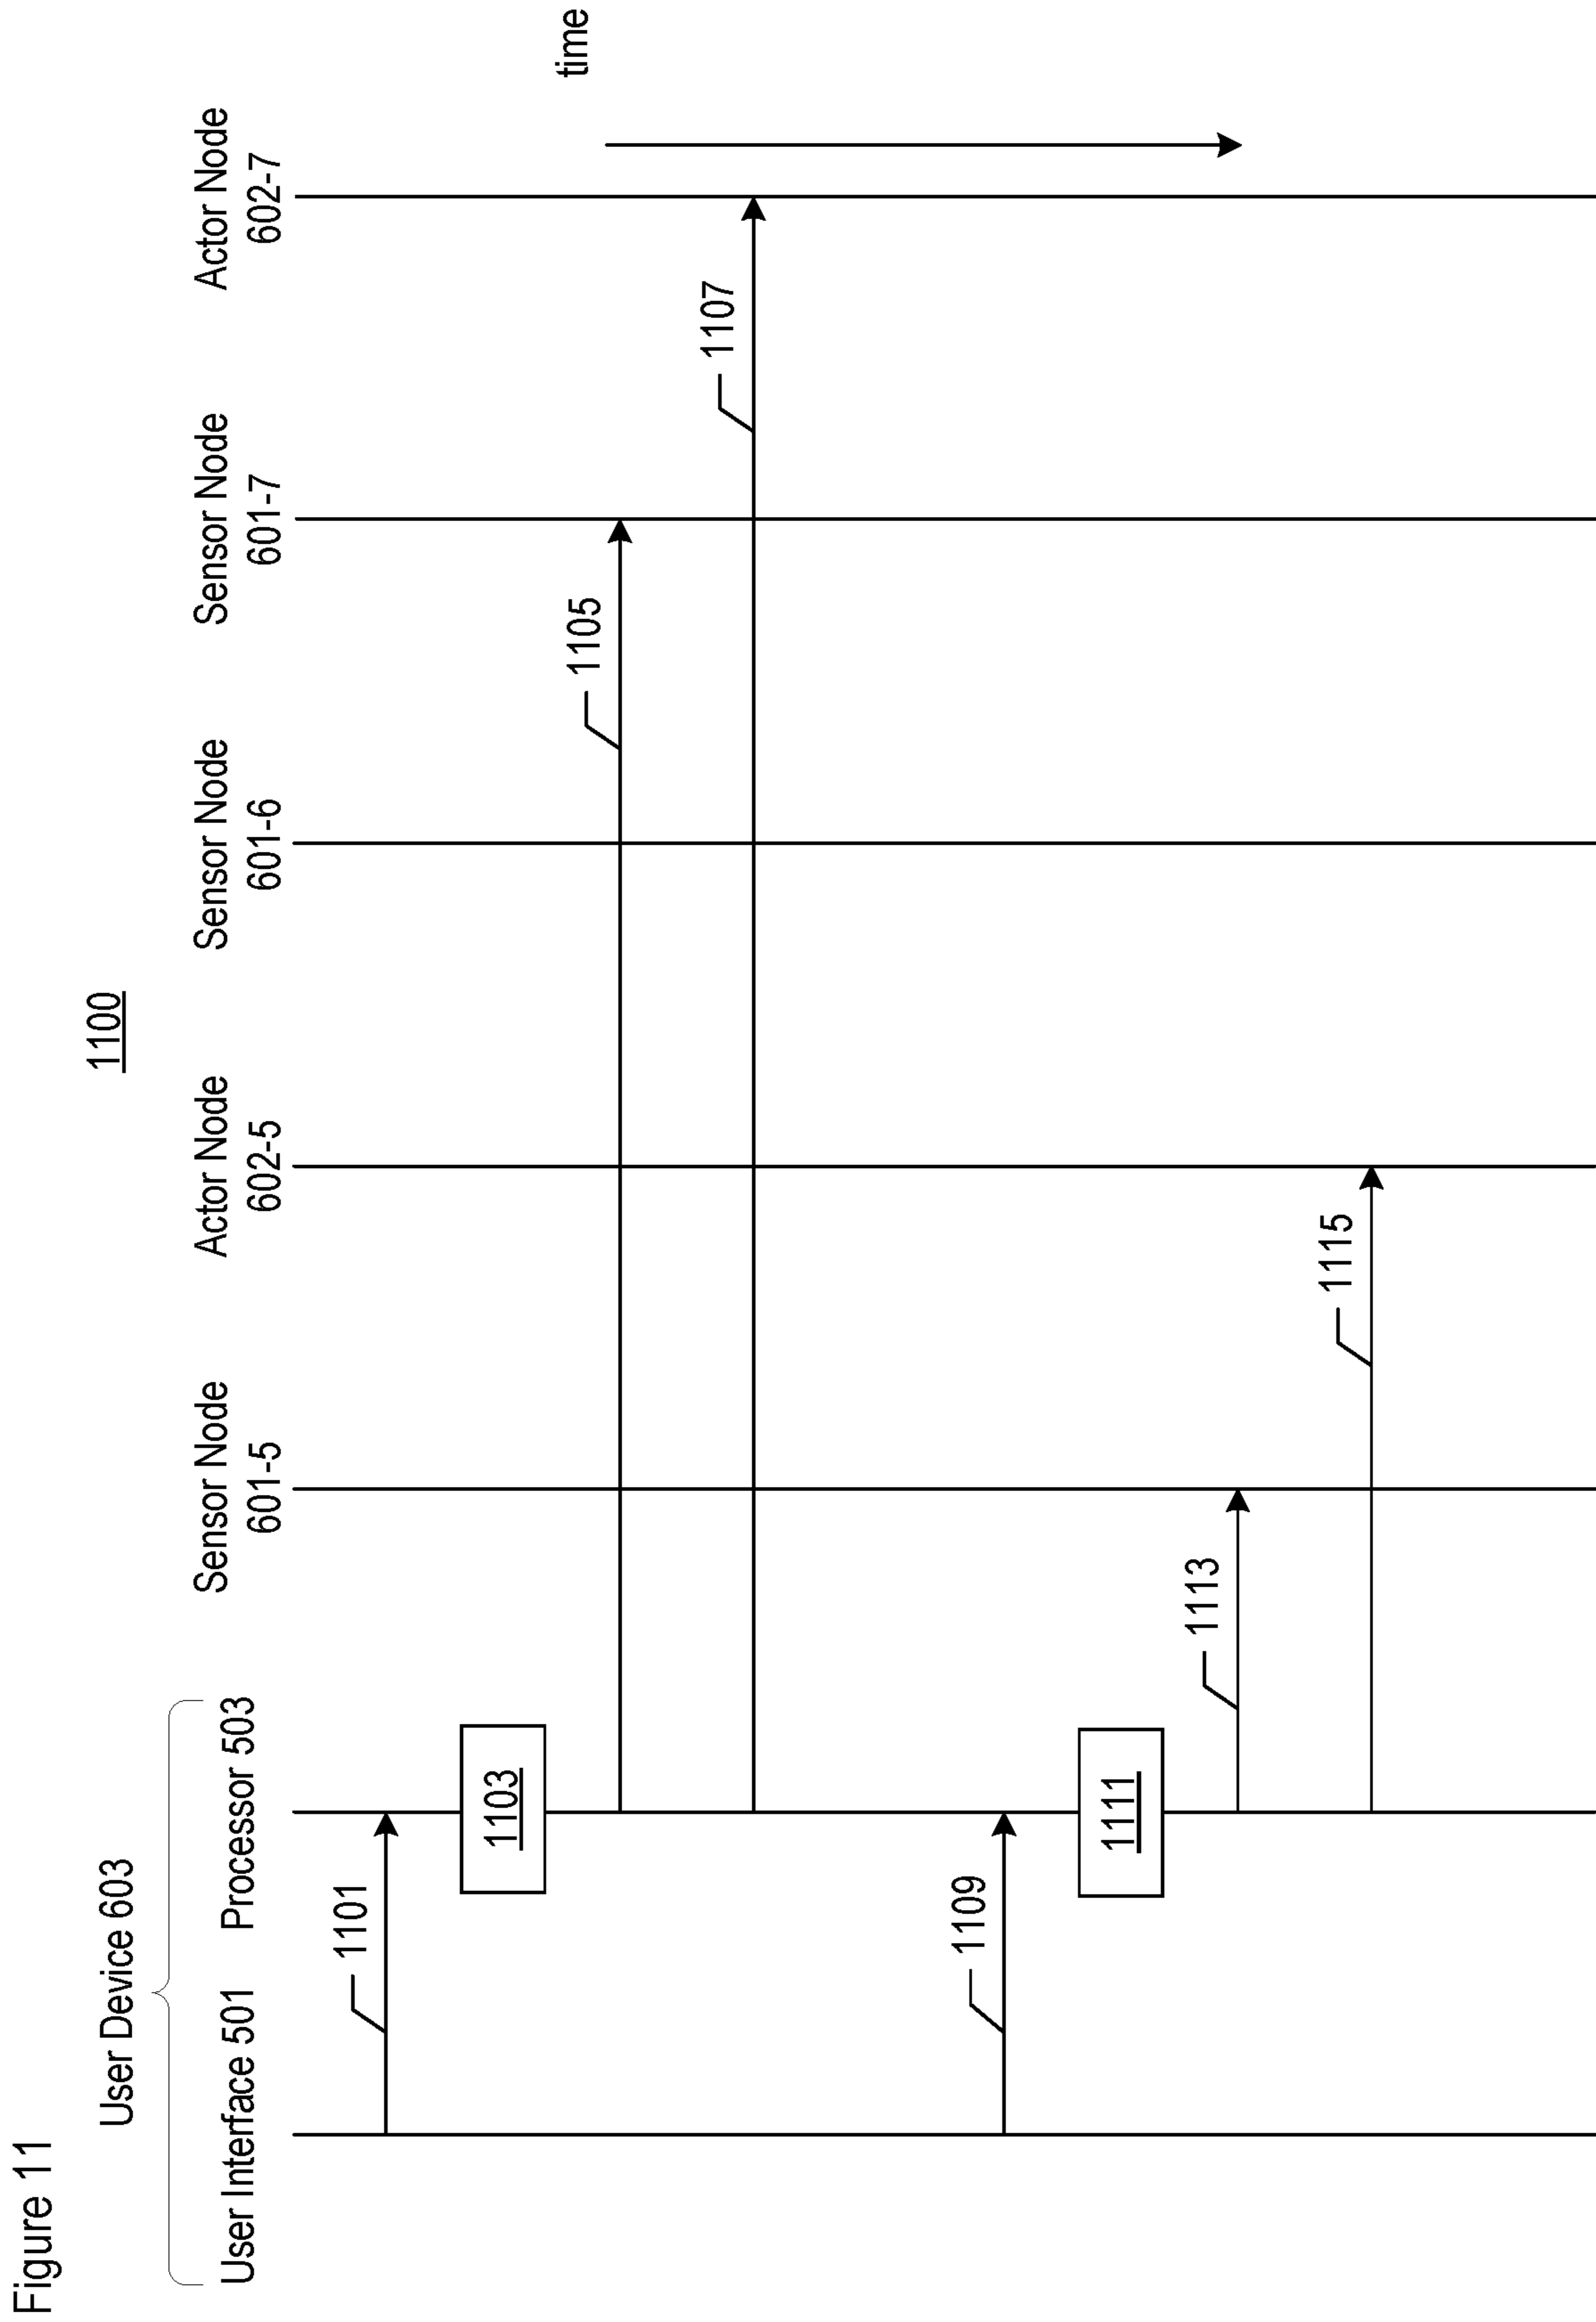 Figure 11
1100
User Device 603
User Interface 501
Processor 503
Sensor Node
601-5
Actor Node
602-5
Sensor Node
601-6
Sensor Node
601-7
Actor Node
602-7
time
1101
1103
1105
1107
1109
1111
1113
1115